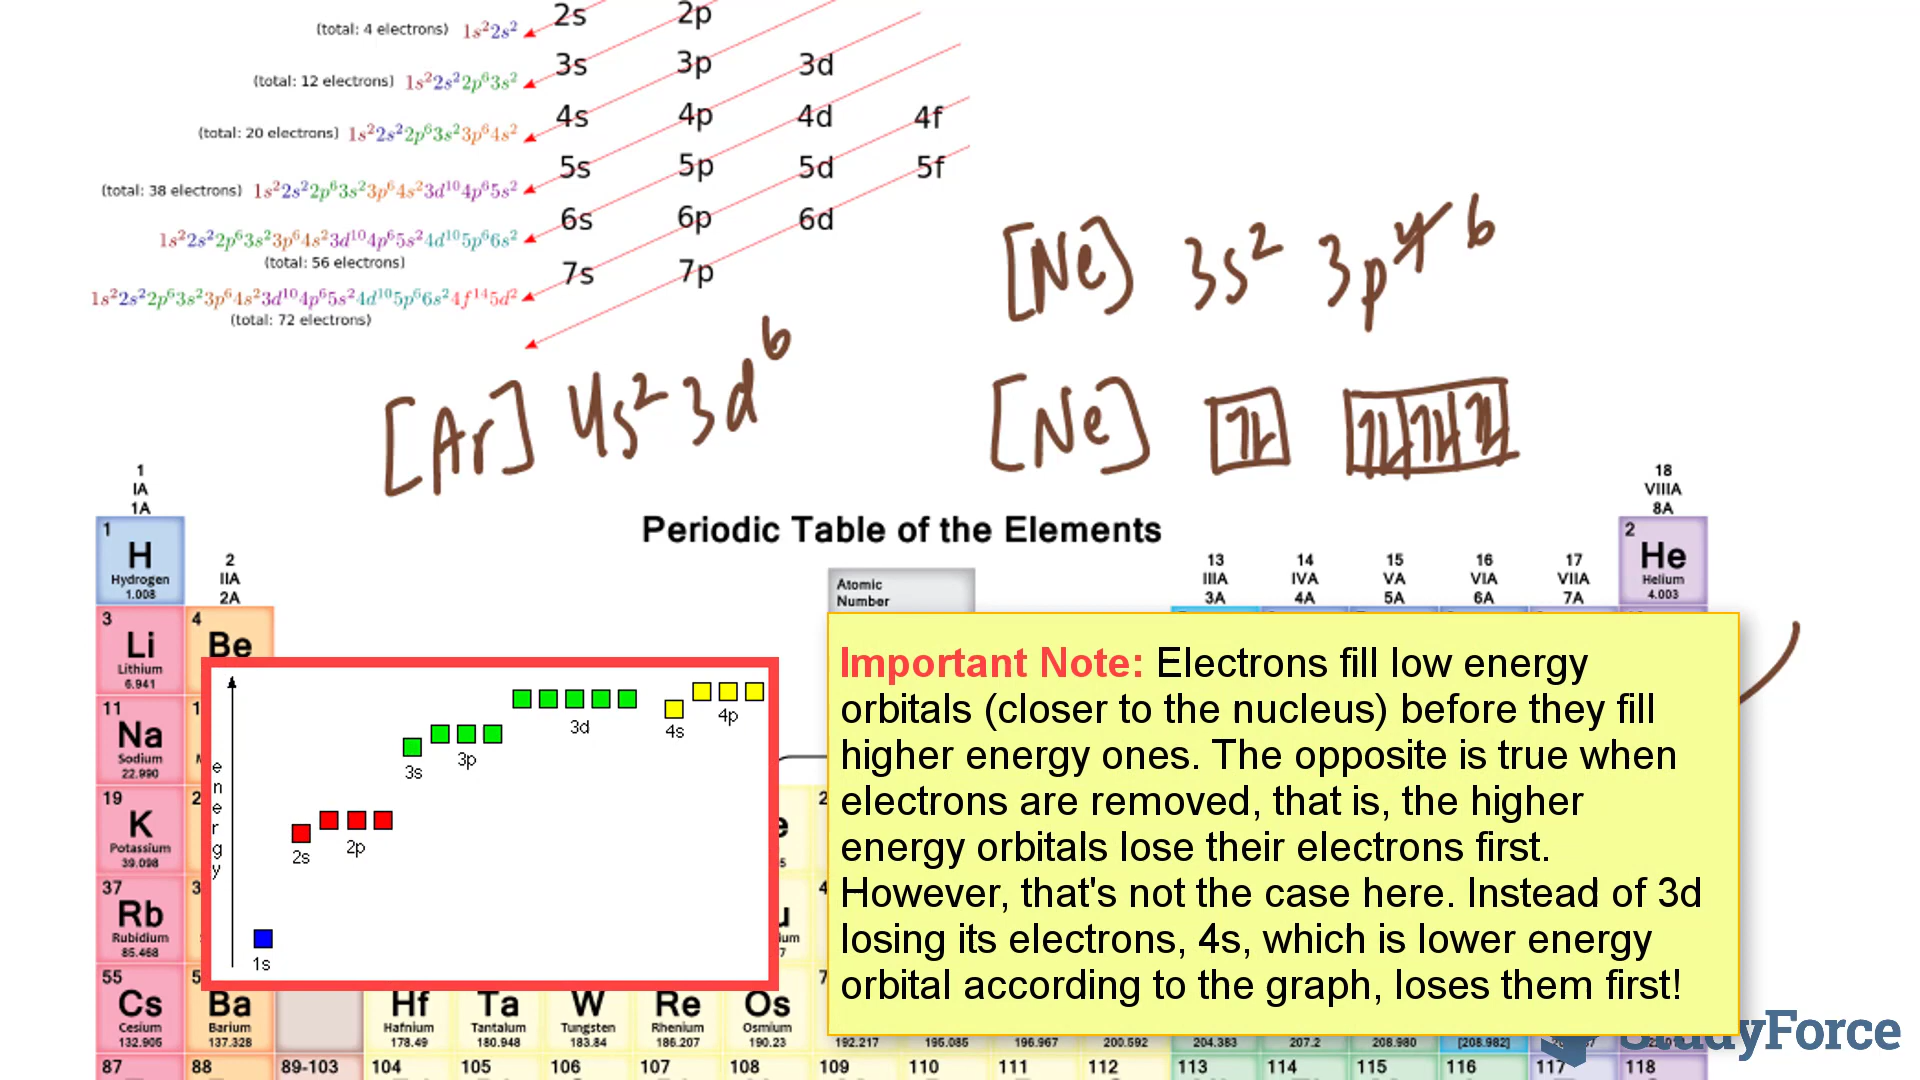 (total: 4 electrons) 1s²2s² 2s 2p
(total: 12 electrons) 1s²2s²2p⁶3s² 3s 3p 3d
(total: 20 electrons) 1s²2s²2p⁶3s²3p⁶4s² 4s 4p 4d 4f
(total: 38 electrons) 1s²2s²2p⁶3s²3p⁶4s²3d¹⁰4p⁶5s² 5s 5p 5d 5f
1s²2s²2p⁶3s²3p⁶4s²3d¹⁰4p⁶5s²4d¹⁰5p⁶6s² 6s 6p 6d
(total: 56 electrons)
1s²2s²2p⁶3s²3p⁶4s²3d¹⁰4p⁶5s²4d¹⁰5p⁶6s²4f¹⁴5d² 7s 7p
(total: 72 electrons)
[Ne] 3s² 3p⁴ 6
[Ar] 4s² 3d⁶
[Ne]
Periodic Table of the Elements
1
IA
1A
2
IIA
2A
13
IIIA
3A
14
IVA
4A
15
VA
5A
16
VIA
6A
17
VIIA
7A
18
VIIIA
8A
1
H
Hydrogen
1.008
2
He
Helium
4.003
Atomic
Number
3
Li
Lithium
6.941
4
Be
11
Na
Sodium
22.990
19
K
Potassium
39.098
37
Rb
Rubidium
85.468
55
Cs
Cesium
132.905
Ba
Barium
137.328
Hf
Hafnium
178.49
Ta
Tantalum
180.948
W
Tungsten
183.84
Re
Rhenium
186.207
Os
Osmium
190.23
192.217
195.085
196.967
200.592
204.383
207.2
208.980
[208.982]
87
88
89-103
104
105
106
107
108
109
110
111
112
113
114
115
116
117
118
energy
1s
2s
2p
3s
3p
3d
4s
4p
Important Note: Electrons fill low energy
orbitals (closer to the nucleus) before they fill
higher energy ones. The opposite is true when
electrons are removed, that is, the higher
energy orbitals lose their electrons first.
However, that's not the case here. Instead of 3d
losing its electrons, 4s, which is lower energy
orbital according to the graph, loses them first!
StudyForce